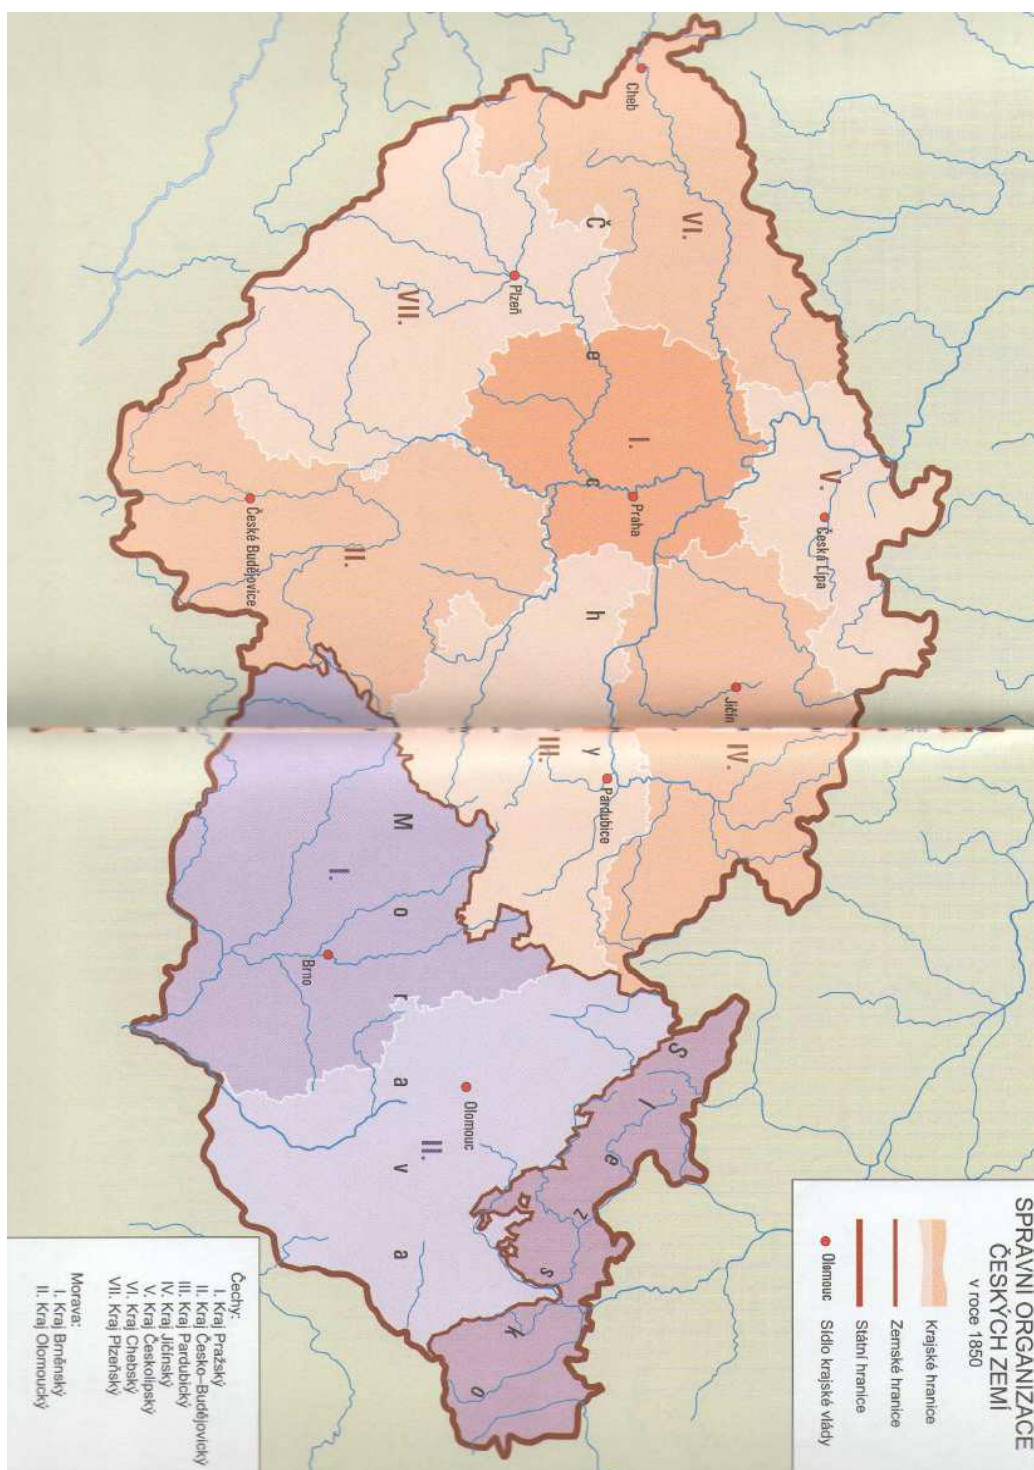 SPRÁVNÍ ORGANIZACE
ČESKÝCH ZEMÍ
v roce 1850
Krajské hranice
Zemské hranice
Státní hranice
Olomouc Sídlo krajské vlády
Čechy
Morava
Slezsko
VI.
V.
IV.
I.
VII.
III.
II.
I.
II.
Cheb
Česká Lípa
Jičín
Praha
Plzeň
Pardubice
České Budějovice
Brno
Olomouc
Čechy:
I. Kraj Pražský
II. Kraj Česko–Budějovický
III. Kraj Pardubický
IV. Kraj Jičínský
V. Kraj Českolipský
VI. Kraj Chebský
VII. Kraj Plzeňský
Morava:
I. Kraj Brněnský
II. Kraj Olomoucký